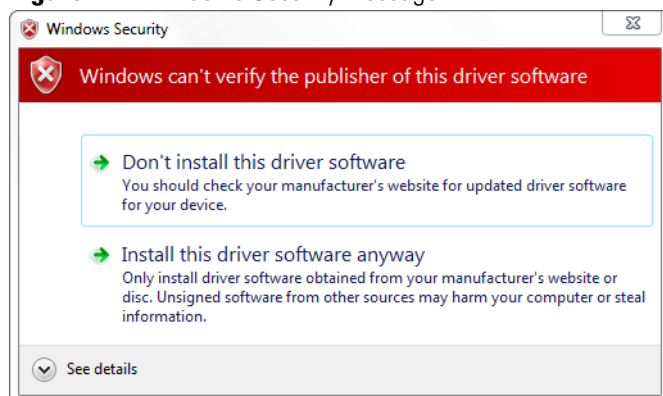 Windows Security
Windows can't verify the publisher of this driver software
Don't install this driver software
You should check your manufacturer's website for updated driver software
for your device.
Install this driver software anyway
Only install driver software obtained from your manufacturer's website or
disc. Unsigned software from other sources may harm your computer or steal
information.
See details